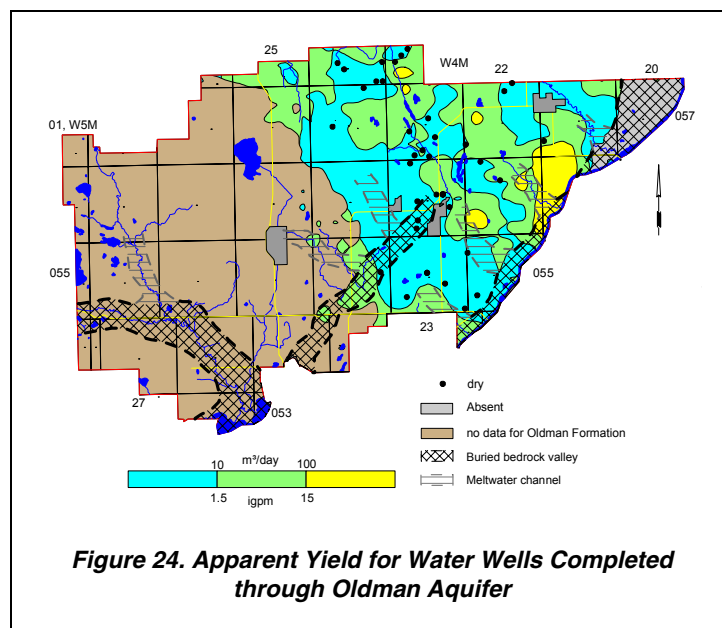 25
W4M
22
20
01, W5M
057
055
055
23
27
053
dry
Absent
no data for Oldman Formation
Buried bedrock valley
Meltwater channel
10 m³/day 100
1.5 igpm 15
Figure 24. Apparent Yield for Water Wells Completed
through Oldman Aquifer